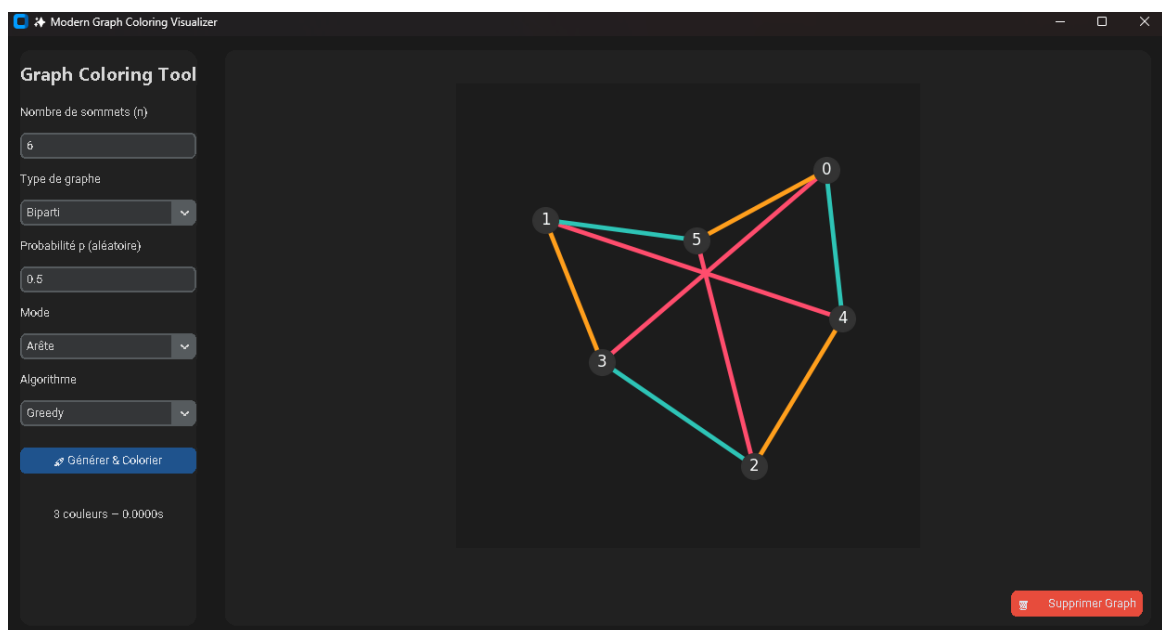 Modern Graph Coloring Visualizer
Graph Coloring Tool
Nombre de sommets (n)
6
Type de graphe
Biparti
Probabilité p (aléatoire)
0.5
Mode
Arête
Algorithme
Greedy
Générer & Colorier
3 couleurs – 0.0000s
0
1
5
4
3
2
Supprimer Graph